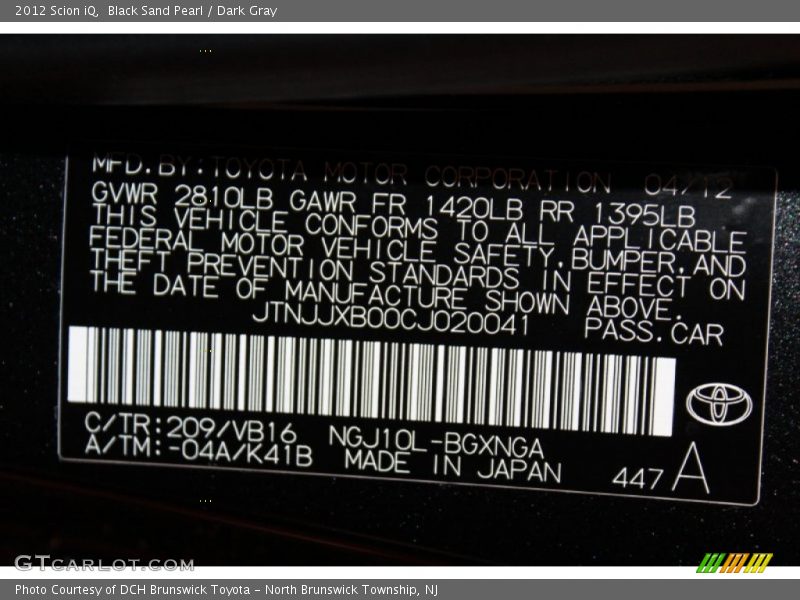 2012 Scion iQ,  Black Sand Pearl / Dark Gray
MFD.BY:TOYOTA MOTOR CORPORATION 04/12
GVWR 2810LB GAWR FR 1420LB RR 1395LB
THIS VEHICLE CONFORMS TO ALL APPLICABLE
FEDERAL MOTOR VEHICLE SAFETY,BUMPER,AND
THEFT PREVENTION STANDARDS IN EFFECT ON
THE DATE OF MANUFACTURE SHOWN ABOVE.
JTNJJXB00CJ020041 PASS.CAR
C/TR:209/VB16 NGJ10L-BGXNGA
A/TM:-04A/K41B MADE IN JAPAN 447 A
GTCARLOT.COM
Photo Courtesy of DCH Brunswick Toyota – North Brunswick Township, NJ